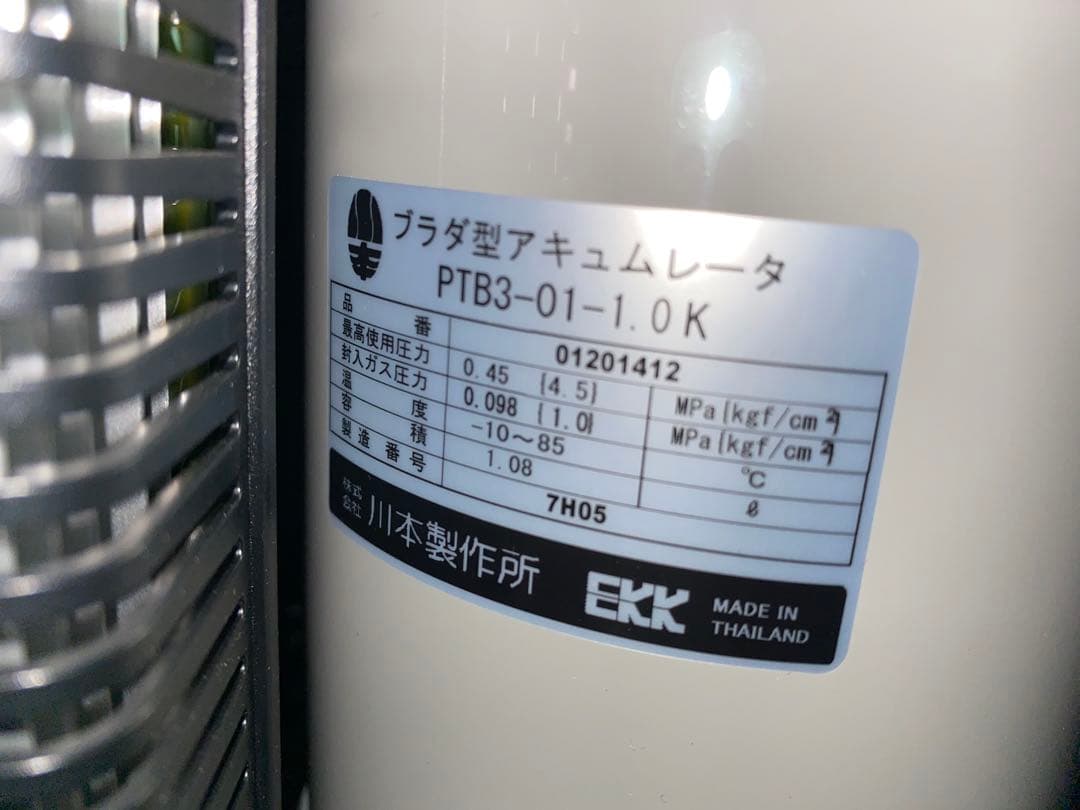 ブラダ型アキュムレータ
PTB3-01-1.0K
品番 01201412
最高使用圧力 0.45 {4.5} MPa{kgf/cm²}
封入ガス圧力 0.098 {1.0} MPa{kgf/cm²}
温度 -10～85 ℃
容積 1.08 ℓ
製造番号 7H05
株式会社 川本製作所 EKK MADE IN THAILAND